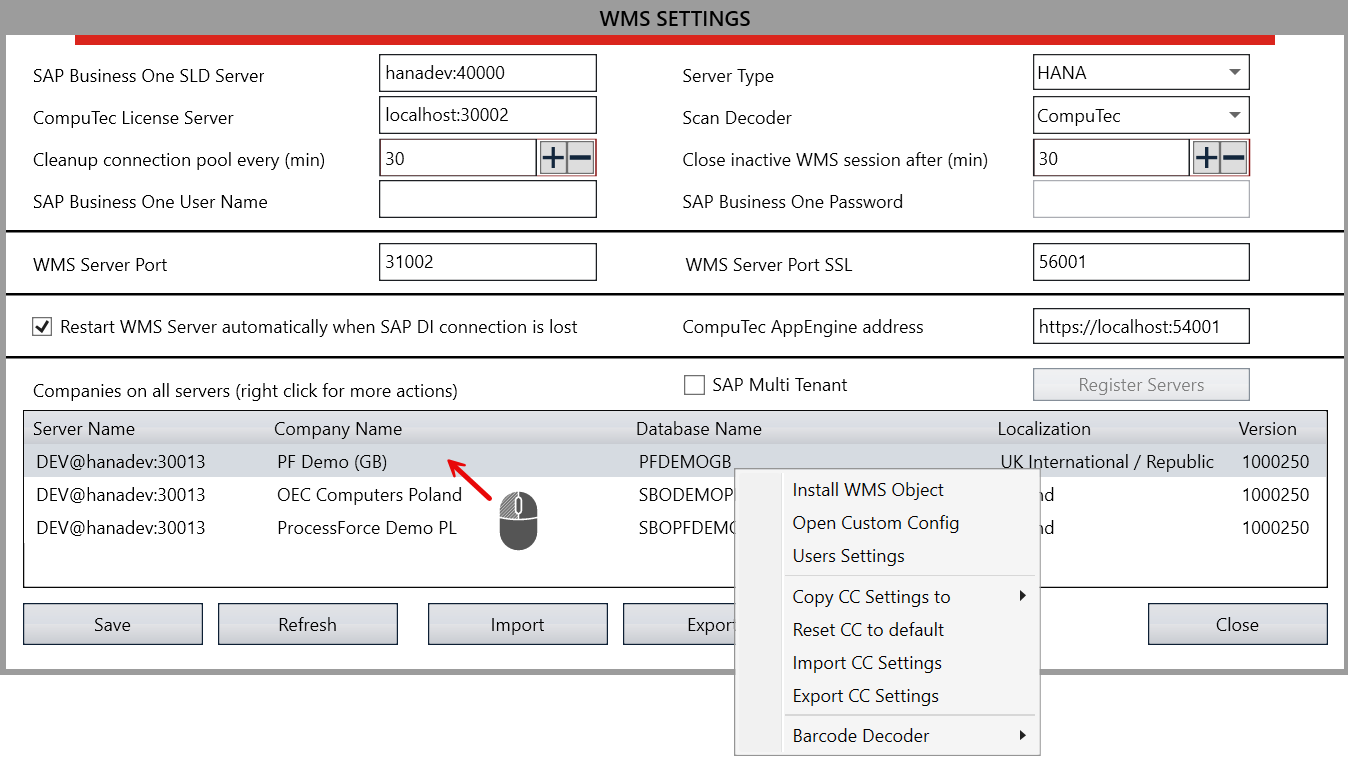 WMS SETTINGS
SAP Business One SLD Server hanadev:40000 Server Type HANA
CompuTec License Server localhost:30002 Scan Decoder CompuTec
Cleanup connection pool every (min) 30 Close inactive WMS session after (min) 30
SAP Business One User Name SAP Business One Password
WMS Server Port 31002 WMS Server Port SSL 56001
Restart WMS Server automatically when SAP DI connection is lost CompuTec AppEngine address https://localhost:54001
Companies on all servers (right click for more actions) SAP Multi Tenant Register Servers
Server Name Company Name Database Name Localization Version
DEV@hanadev:30013 PF Demo (GB) PFDEMOGB UK International / Republic 1000250
DEV@hanadev:30013 OEC Computers Poland SBODEMOP nd 1000250
DEV@hanadev:30013 ProcessForce Demo PL SBOPFDEMO nd 1000250
Install WMS Object
Open Custom Config
Users Settings
Copy CC Settings to
Reset CC to default
Import CC Settings
Export CC Settings
Barcode Decoder
Save Refresh Import Export Close